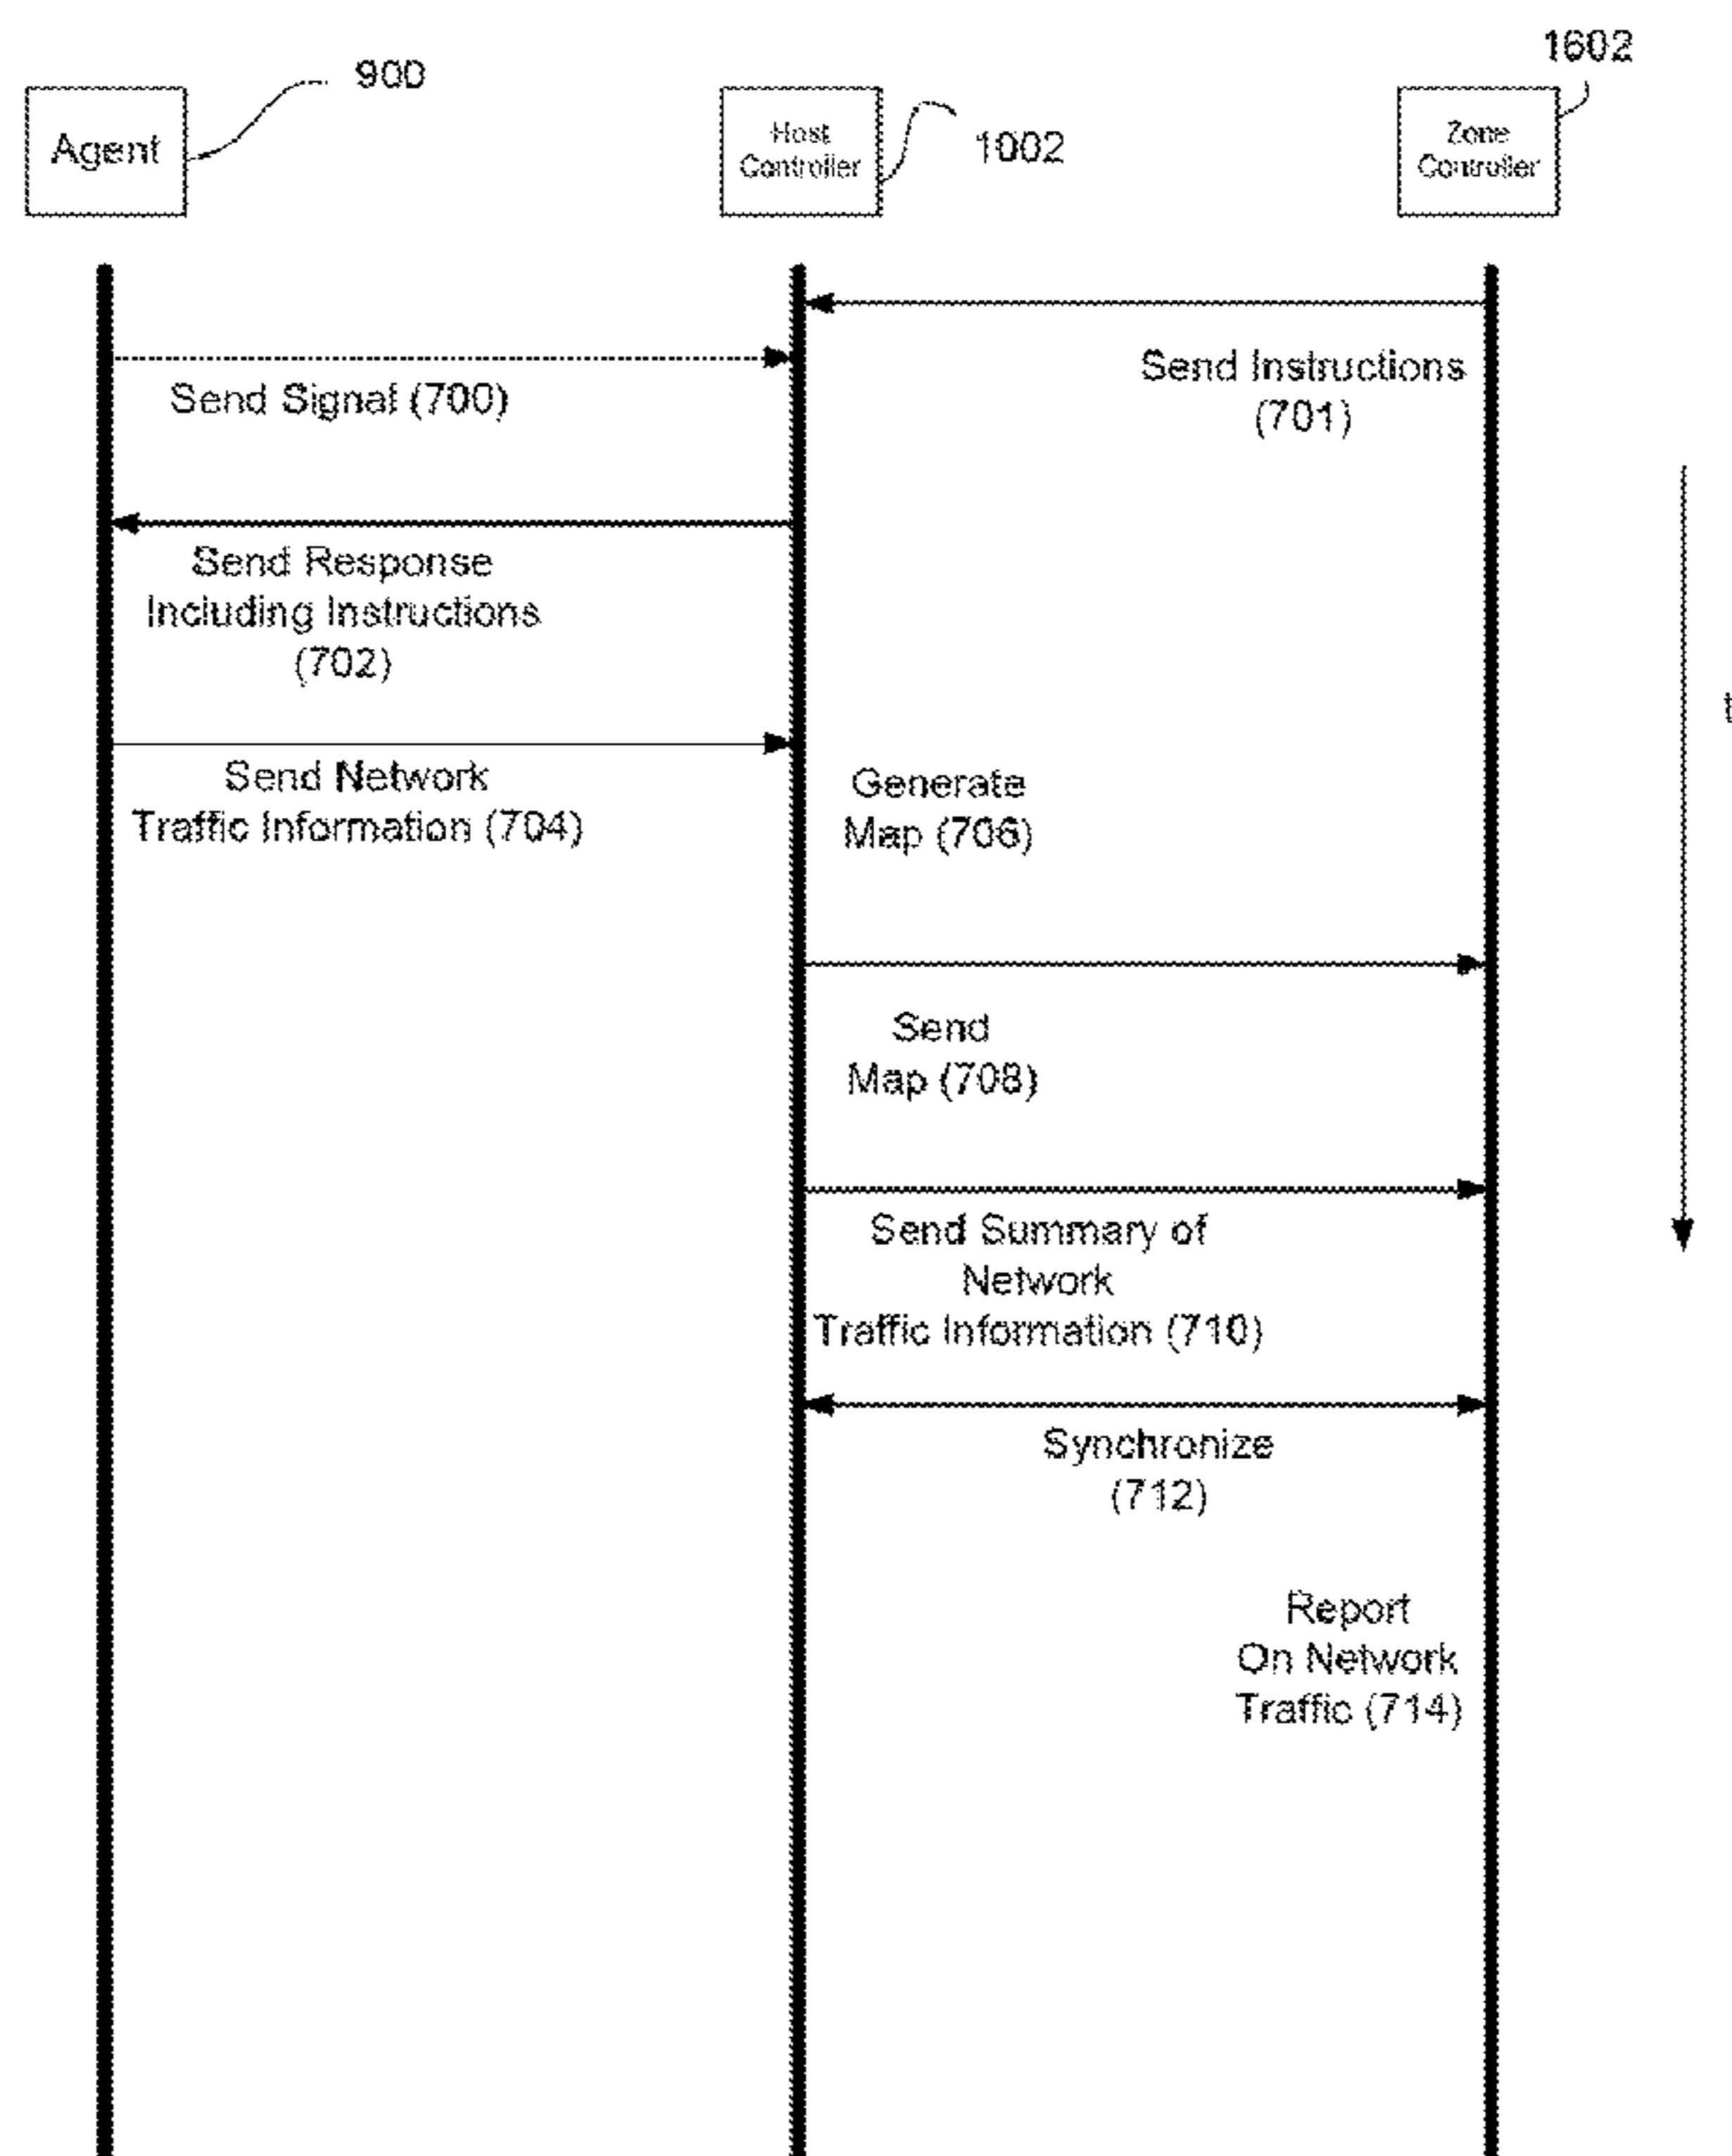 1602
900
Agent
Host
Controller
1002
Zone
Controller
Send Instructions
(701)
Send Signal (700)
Send Response
Including Instructions
(702)
t
Send Network
Traffic Information (704)
Generate
Map (706)
Send
Map (708)
Send Summary of
Network
Traffic Information (710)
Synchronize
(712)
Report
On Network
Traffic (714)